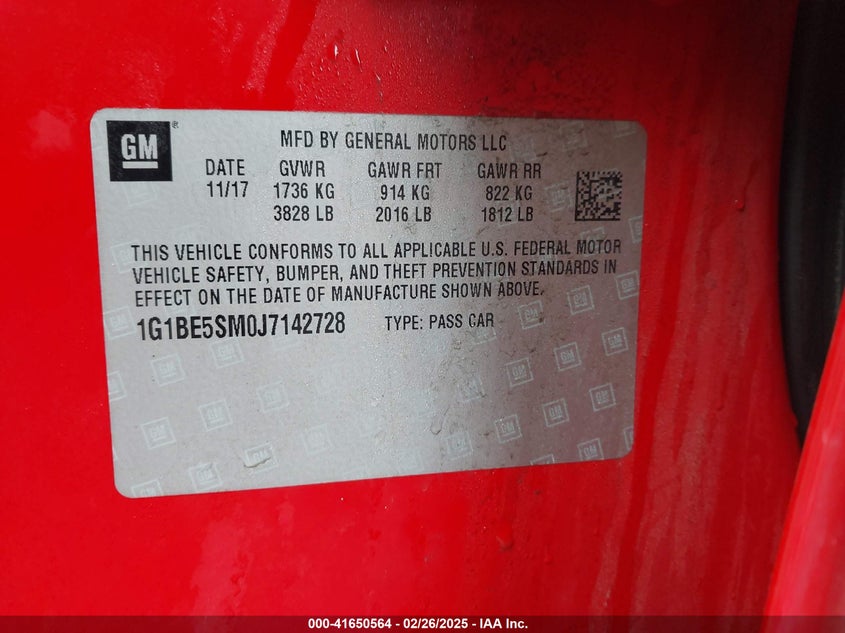 GM®
MFD BY GENERAL MOTORS LLC
DATE GVWR GAWR FRT GAWR RR
11/17 1736 KG 914 KG 822 KG
3828 LB 2016 LB 1812 LB
THIS VEHICLE CONFORMS TO ALL APPLICABLE U.S. FEDERAL MOTOR
VEHICLE SAFETY, BUMPER, AND THEFT PREVENTION STANDARDS IN
EFFECT ON THE DATE OF MANUFACTURE SHOWN ABOVE.
1G1BE5SM0J7142728 TYPE: PASS CAR
000-41650564 / 02/26/2025 - IAA Inc.